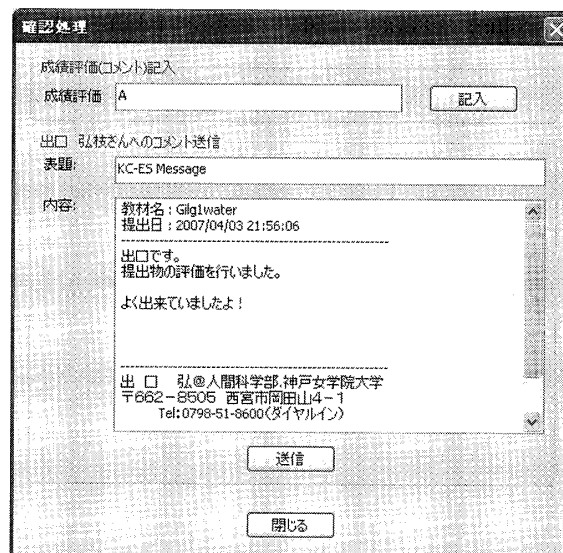 確認処理
成績評価(コメント)記入
成績評価 A 記入
出口 弘枝さんへのコメント送信
表題: KC-ES Message
内容: 教材名 : Gilg1water
提出日 : 2007/04/03 21:56:06
------------------------------------------------
出口です。
提出物の評価を行いました。
よく出来ていましたよ!
------------------------------------------------
出 口 弘@人間科学部.神戸女学院大学
〒662-8505 西宮市岡田山4-1
Tel:0798-51-8600(ダイヤルイン)
送信
閉じる